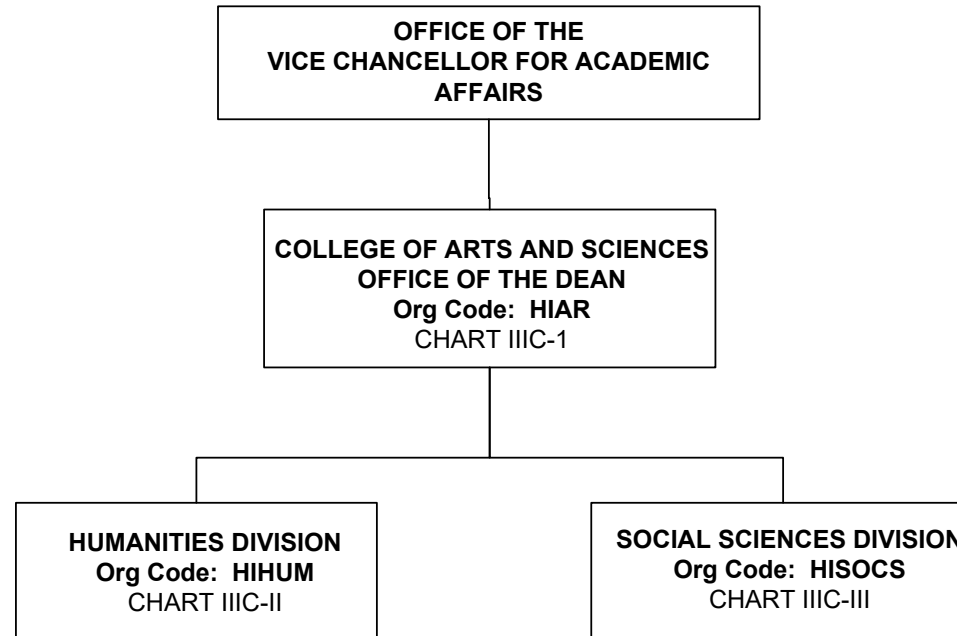 OFFICE OF THE
VICE CHANCELLOR FOR ACADEMIC
AFFAIRS
COLLEGE OF ARTS AND SCIENCES
OFFICE OF THE DEAN
Org Code: HIAR
CHART IIIC-1
HUMANITIES DIVISION
Org Code: HIHUM
CHART IIIC-II
SOCIAL SCIENCES DIVISION
Org Code: HISOCS
CHART IIIC-III